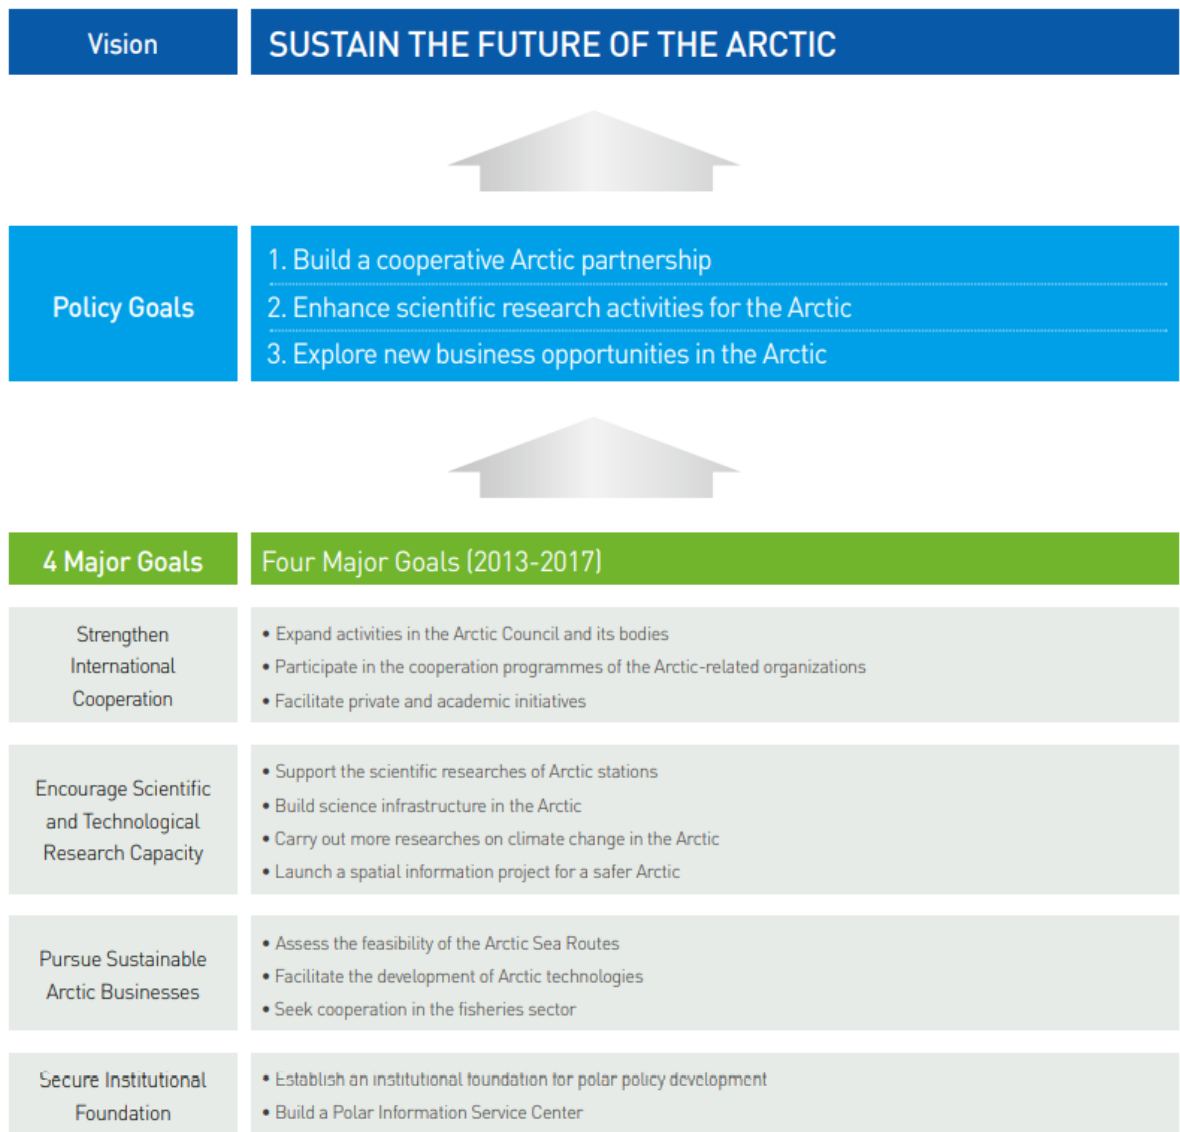 Vision
SUSTAIN THE FUTURE OF THE ARCTIC
Policy Goals
1. Build a cooperative Arctic partnership
2. Enhance scientific research activities for the Arctic
3. Explore new business opportunities in the Arctic
4 Major Goals
Four Major Goals (2013-2017)
Strengthen
International
Cooperation
• Expand activities in the Arctic Council and its bodies
• Participate in the cooperation programmes of the Arctic-related organizations
• Facilitate private and academic initiatives
Encourage Scientific
and Technological
Research Capacity
• Support the scientific researches of Arctic stations
• Build science infrastructure in the Arctic
• Carry out more researches on climate change in the Arctic
• Launch a spatial information project for a safer Arctic
Pursue Sustainable
Arctic Businesses
• Assess the feasibility of the Arctic Sea Routes
• Facilitate the development of Arctic technologies
• Seek cooperation in the fisheries sector
Secure Institutional
Foundation
• Establish an institutional foundation for polar policy development
• Build a Polar Information Service Center